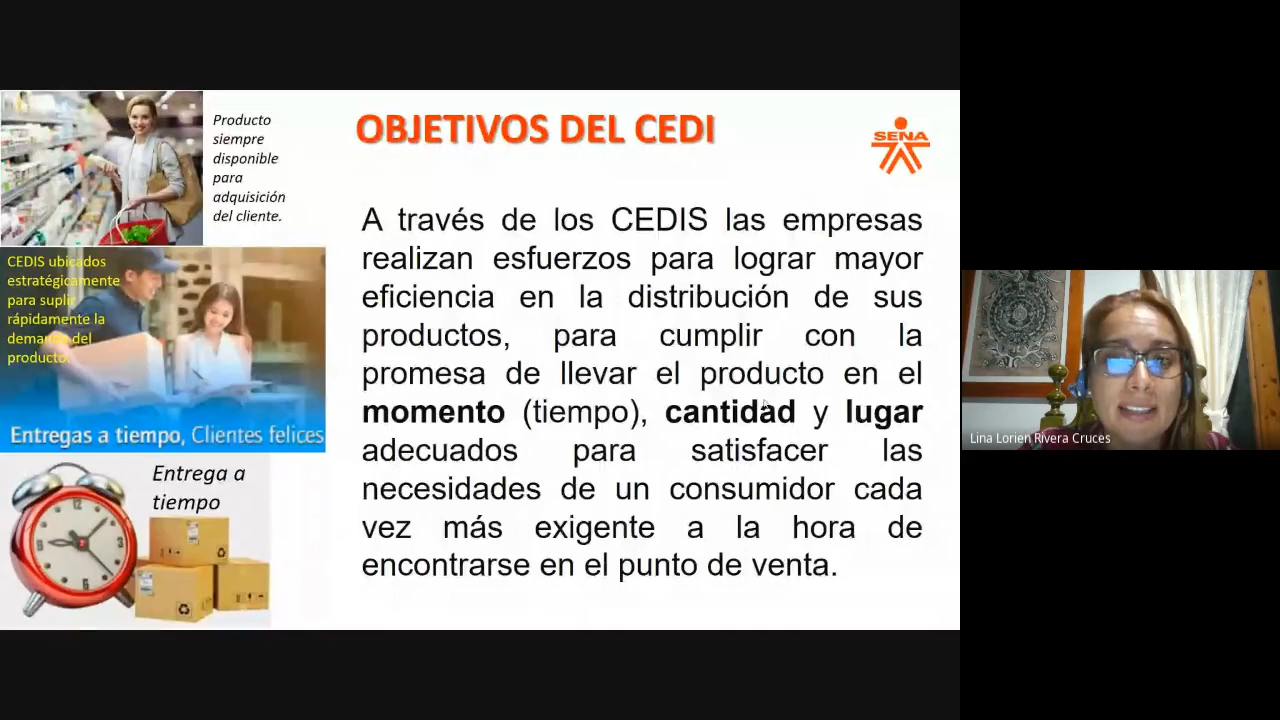 OBJETIVOS DEL CEDI
SENA
Producto
siempre
disponible
para
adquisición
del cliente.
CEDIS ubicados
estratégicamente
para suplir
rápidamente la
demanda del
producto.
Entregas a tiempo, Clientes felices
Entrega a
tiempo
A través de los CEDIS las empresas
realizan esfuerzos para lograr mayor
eficiencia en la distribución de sus
productos, para cumplir con la
promesa de llevar el producto en el
momento (tiempo), cantidad y lugar
adecuados para satisfacer las
necesidades de un consumidor cada
vez más exigente a la hora de
encontrarse en el punto de venta.
Lina Lorien Rivera Cruces